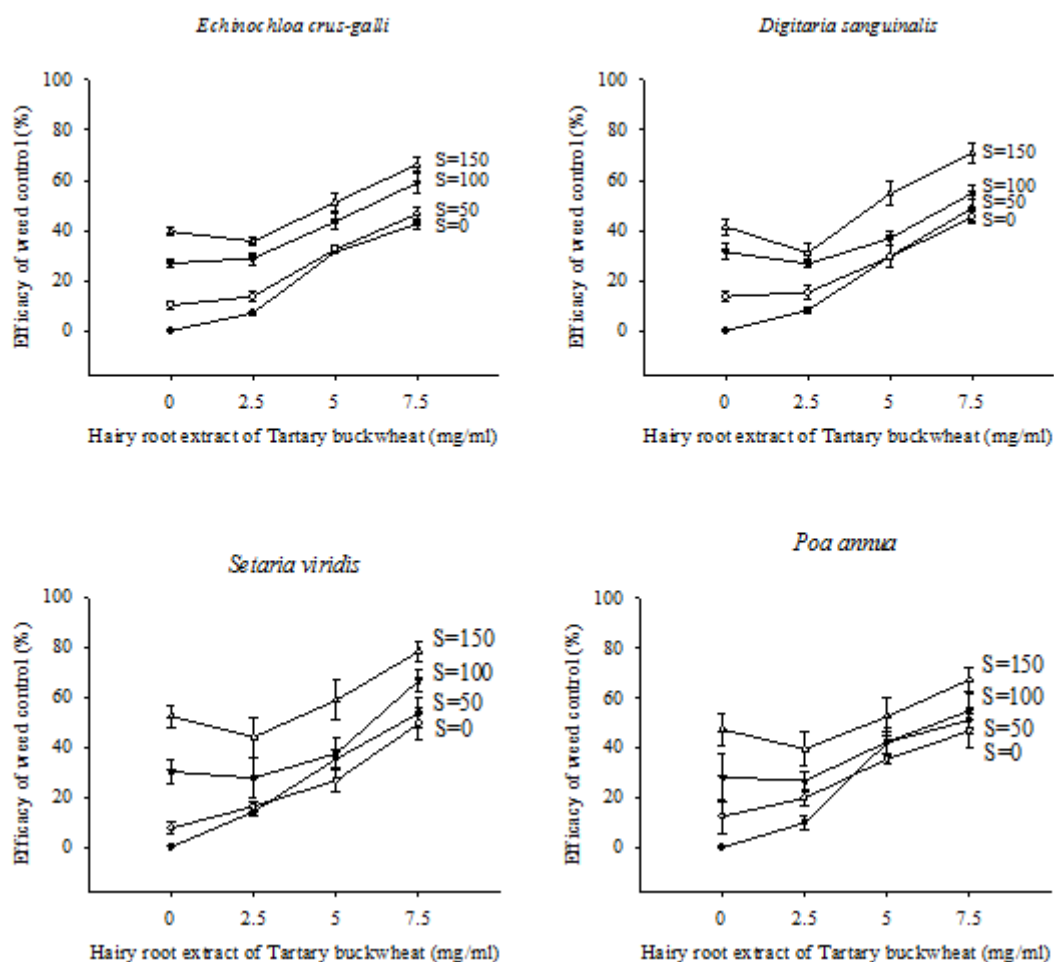 Echinochloa crus-galli
Efficacy of weed control (%)
100
80
60
40
20
0
S=150
S=100
S=50
S=0
0 2.5 5 7.5
Hairy root extract of Tartary buckwheat (mg/ml)
Digitaria sanguinalis
Efficacy of weed control (%)
100
80
60
40
20
0
S=150
S=100
S=50
S=0
0 2.5 5 7.5
Hairy root extract of Tartary buckwheat (mg/ml)
Setaria viridis
Efficacy of weed control (%)
100
80
60
40
20
0
S=150
S=100
S=50
S=0
0 2.5 5 7.5
Hairy root extract of Tartary buckwheat (mg/ml)
Poa annua
Efficacy of weed control (%)
100
80
60
40
20
0
S=150
S=100
S=50
S=0
0 2.5 5 7.5
Hairy root extract of Tartary buckwheat (mg/ml)